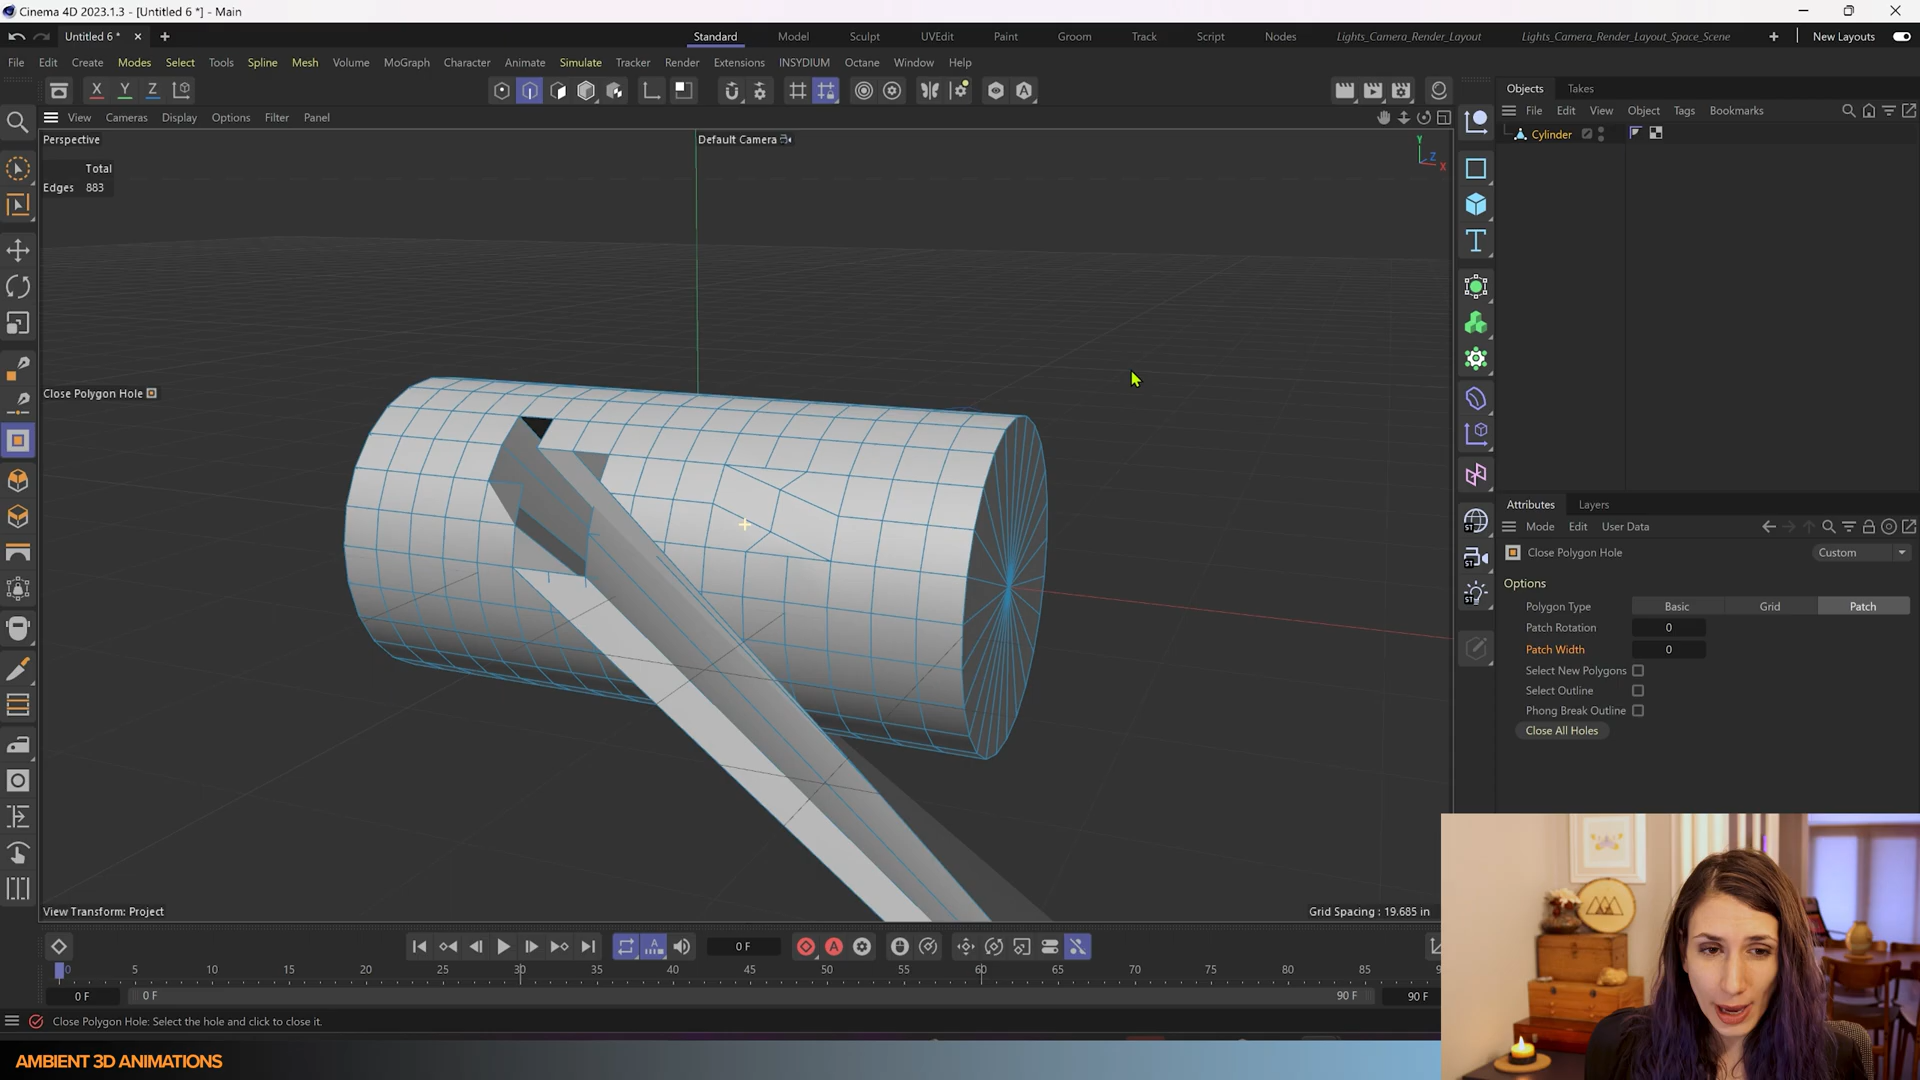 Cinema 4D 2023.1.3 - [Untitled 6 *] - Main
Untitled 6 *
Standard Model Sculpt UVEdit Paint Groom Track Script Nodes Lights_Camera_Render_Layout Lights_Camera_Render_Layout_Space_Scene New Layouts
File Edit Create Modes Select Tools Spline Mesh Volume MoGraph Character Animate Simulate Tracker Render Extensions INSYDIUM Octane Window Help
X Y Z
Objects Takes
File Edit View Object Tags Bookmarks
Cylinder
View Cameras Display Options Filter Panel
Perspective
Default Camera
Total
Edges 883
Y
Z
X
Close Polygon Hole
Attributes Layers
Mode Edit User Data
Close Polygon Hole Custom
Options
Polygon Type Basic Grid Patch
Patch Rotation 0
Patch Width 0
Select New Polygons
Select Outline
Phong Break Outline
Close All Holes
View Transform: Project
Grid Spacing : 19.685 in
0 F
0 5 10 15 20 25 30 35 40 45 50 55 60 65 70 75 80 85
0 F 0 F 90 F 90 F
Close Polygon Hole: Select the hole and click to close it.
AMBIENT 3D ANIMATIONS